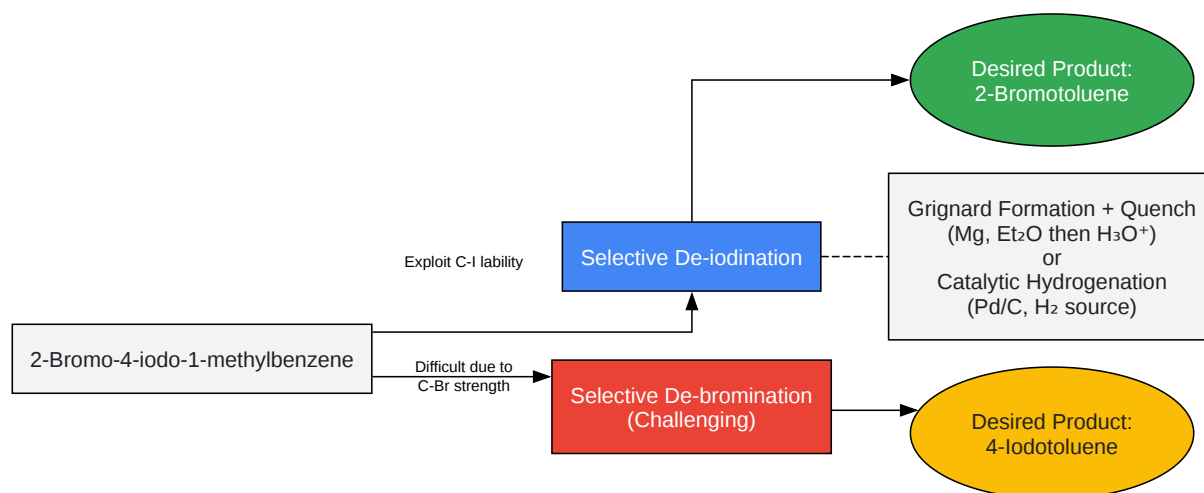 Desired Product:
2-Bromotoluene
Grignard Formation + Quench
(Mg, Et₂O then H₃O⁺)
or
Catalytic Hydrogenation
(Pd/C, H₂ source)
Exploit C-I lability
Selective De-iodination
2-Bromo-4-iodo-1-methylbenzene
Difficult due to
C-Br strength
Selective De-bromination
(Challenging)
Desired Product:
4-Iodotoluene